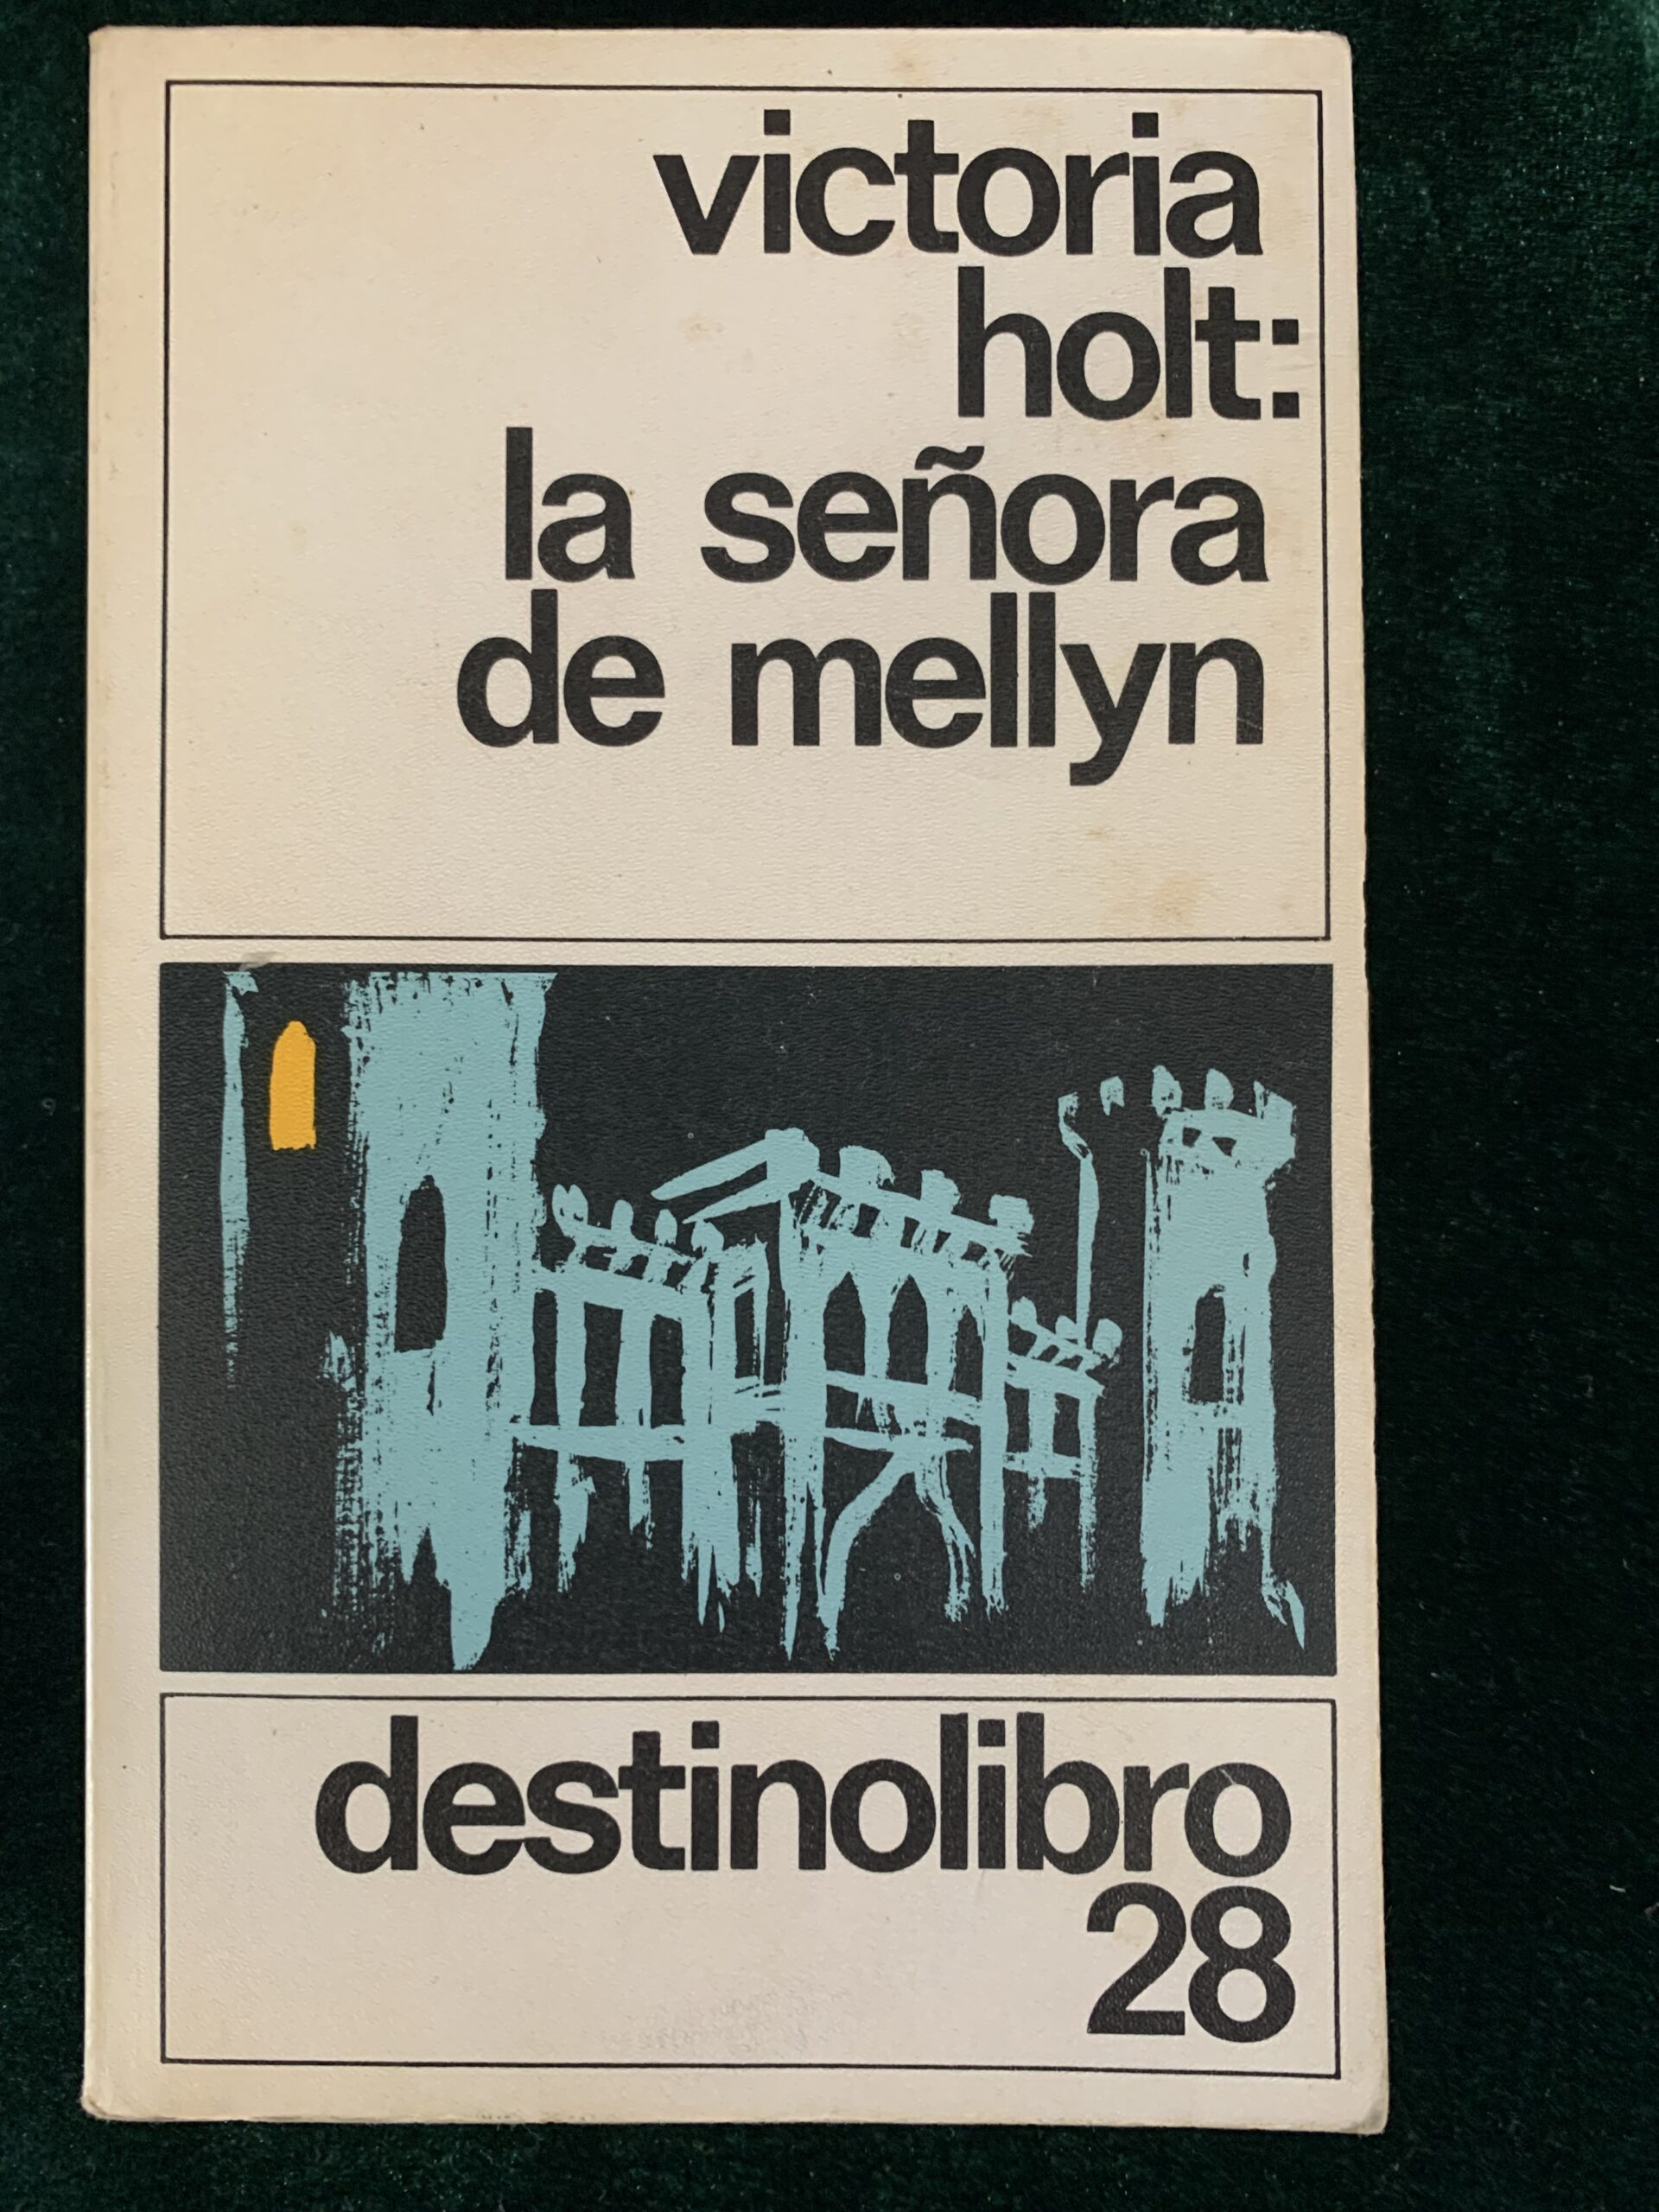 victoria
holt:
la señora
de mellyn
destinolibro
28